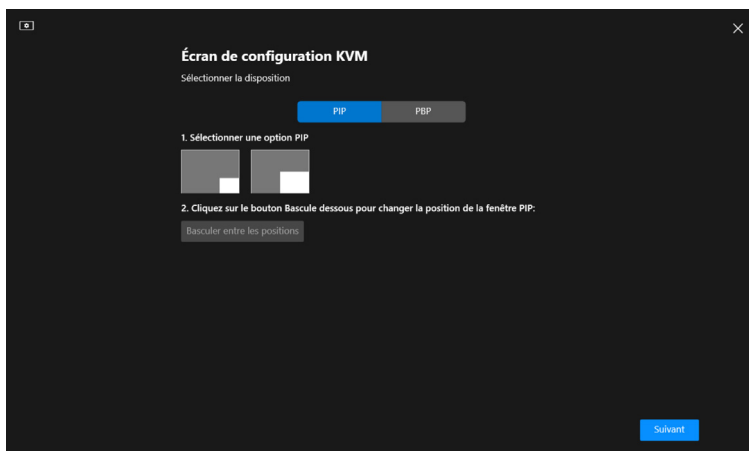 Écran de configuration KVM
Sélectionner la disposition
PIP PBP
1. Sélectionner une option PIP
2. Cliquez sur le bouton Bascule dessous pour changer la position de la fenêtre PIP:
Basculer entre les positions
Suivant